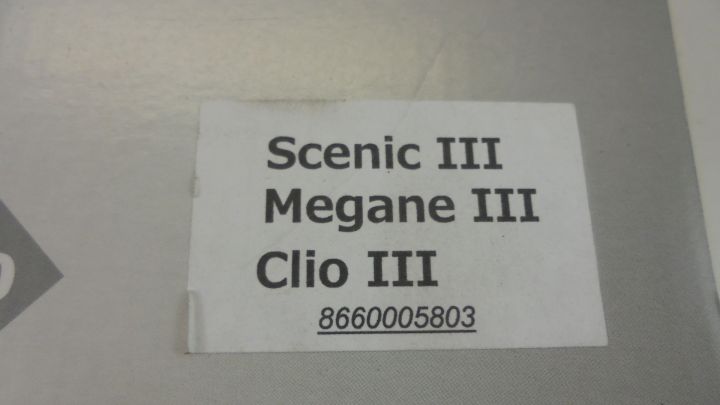 Scenic III
Megane III
Clio III
8660005803